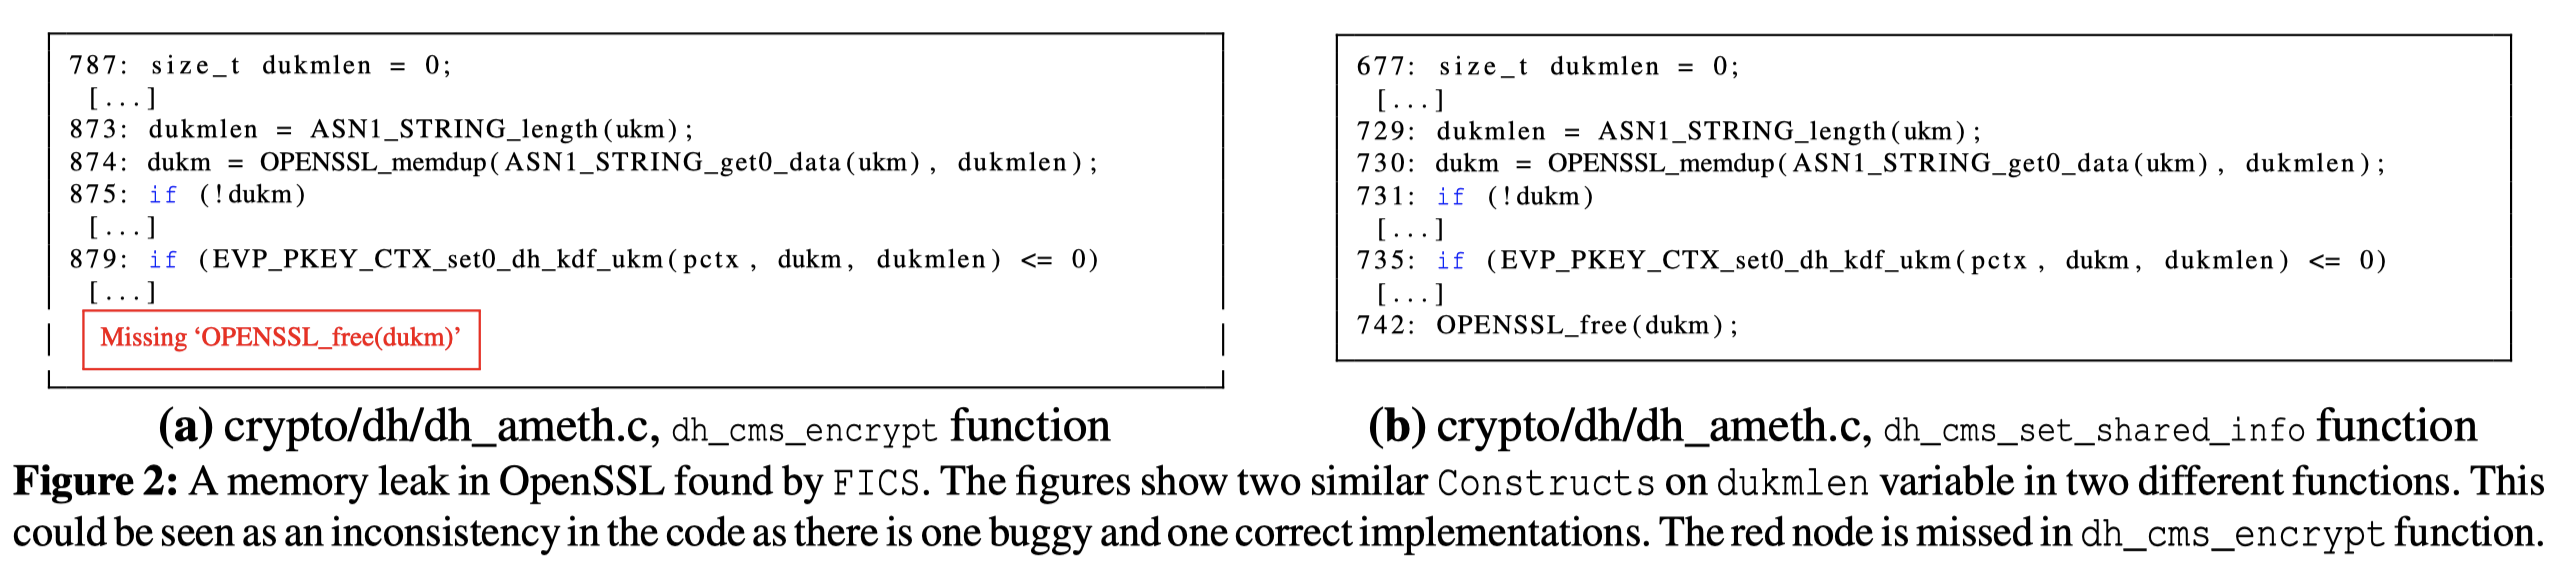 787: size_t dukmlen = 0;
[...]
873: dukmlen = ASN1_STRING_length(ukm);
874: dukm = OPENSSL_memdup(ASN1_STRING_get0_data(ukm), dukmlen);
875: if (!dukm)
[...]
879: if (EVP_PKEY_CTX_set0_dh_kdf_ukm(pctx, dukm, dukmlen) <= 0)
[...]
Missing ‘OPENSSL_free(dukm)’
(a) crypto/dh/dh_ameth.c, dh_cms_encrypt function
677: size_t dukmlen = 0;
[...]
729: dukmlen = ASN1_STRING_length(ukm);
730: dukm = OPENSSL_memdup(ASN1_STRING_get0_data(ukm), dukmlen);
731: if (!dukm)
[...]
735: if (EVP_PKEY_CTX_set0_dh_kdf_ukm(pctx, dukm, dukmlen) <= 0)
[...]
742: OPENSSL_free(dukm);
(b) crypto/dh/dh_ameth.c, dh_cms_set_shared_info function
Figure 2: A memory leak in OpenSSL found by FICS. The figures show two similar Constructs on dukmlen variable in two different functions. This
could be seen as an inconsistency in the code as there is one buggy and one correct implementations. The red node is missed in dh_cms_encrypt function.